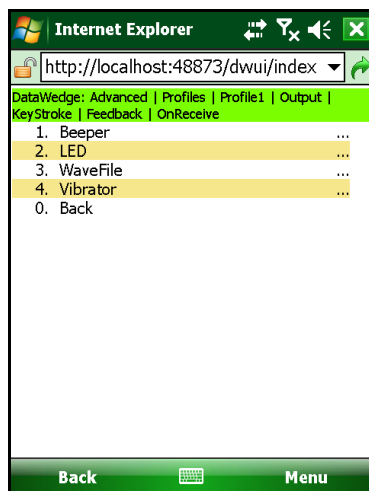 Internet Explorer
http://localhost:48873/dwui/index
DataWedge: Advanced | Profiles | Profile1 | Output |
KeyStroke | Feedback | OnReceive
1. Beeper ...
2. LED ...
3. WaveFile ...
4. Vibrator ...
0. Back
Back Menu